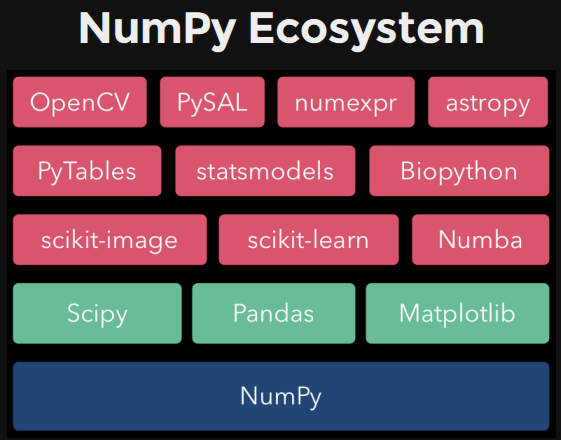 NumPy Ecosystem
OpenCV PySAL numexpr astropy
PyTables statsmodels Biopython
scikit-image scikit-learn Numba
Scipy Pandas Matplotlib
NumPy